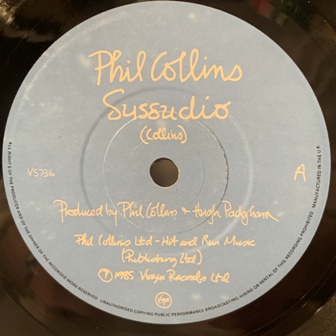 Phil Collins
Sussudio
(Collins)
VS736
A
Produced by Phil Collins & Hugh Padgham
Phil Collins Ltd - Hit and Run Music
(Publishing Ltd)
Ⓟ 1985 Virgin Records Ltd
Virgin
ALL RIGHTS OF THE PRODUCER AND OF THE OWNER OF THE RECORDED WORK RESERVED. UNAUTHORISED COPYING PUBLIC PERFORMANCE BROADCASTING HIRING OR RENTAL OF THIS RECORDING PROHIBITED. MANUFACTURED IN THE U.K.